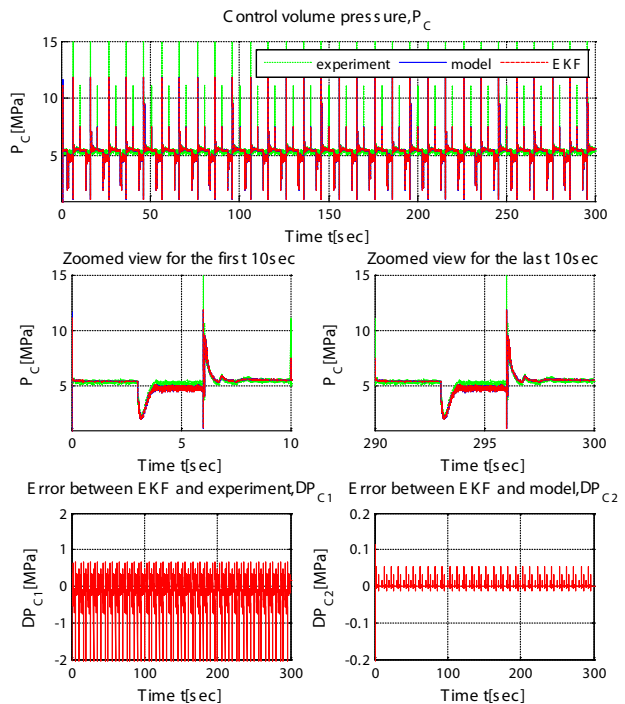 Control volume pressure,P_C
experiment model EKF
15
10
5
P_C[MPa]
0 50 100 150 200 250 300
Time t[sec]
Zoomed view for the first 10sec
15
10
5
P_C[MPa]
0 5 10
Time t[sec]
Zoomed view for the last 10sec
15
10
5
P_C[MPa]
290 295 300
Time t[sec]
Error between EKF and experiment,DP_C1
2
1
0
-1
-2
DP_C1[MPa]
0 100 200 300
Time t[sec]
Error between EKF and model,DP_C2
0.2
0.1
0
-0.1
-0.2
DP_C2[MPa]
0 100 200 300
Time t[sec]